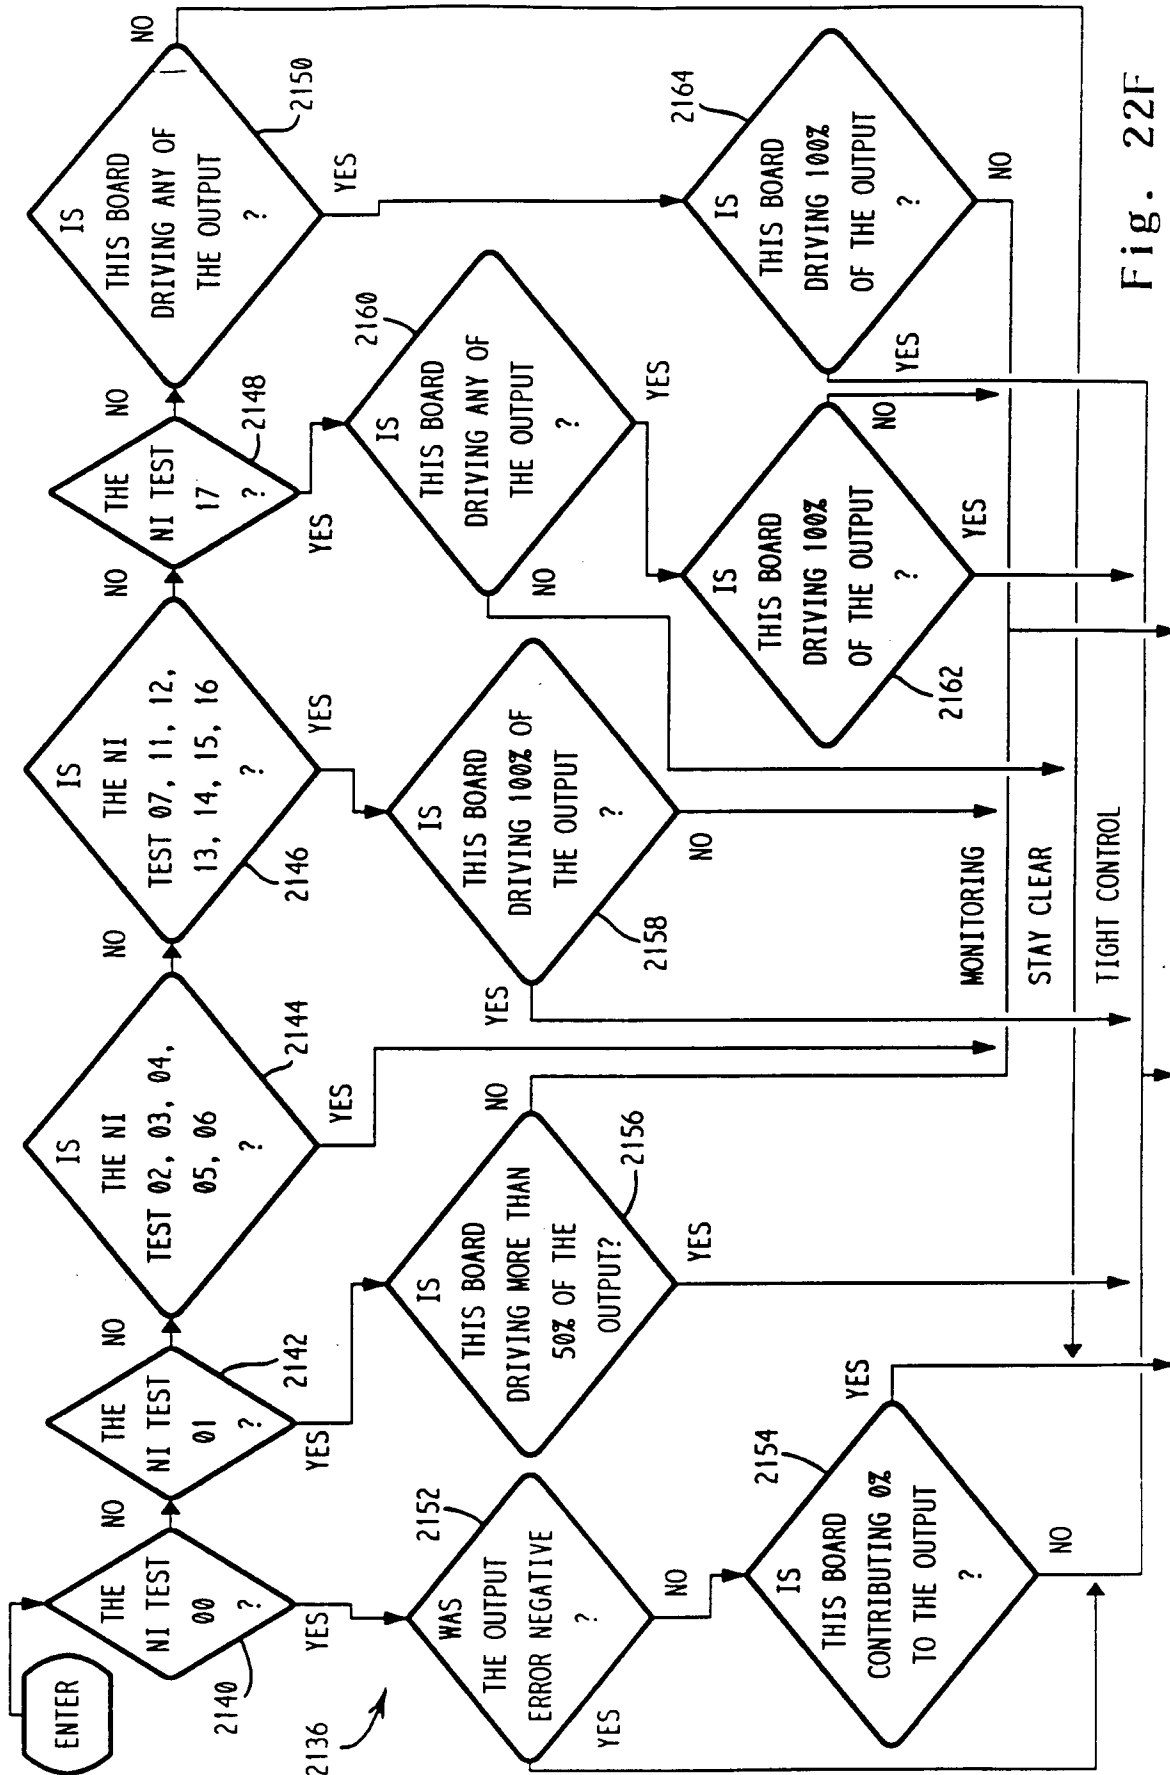 ENTER
THE
NI TEST
00
?
2140
NO
YES
THE
NI TEST
01
?
2142
NO
YES
IS
THE NI
TEST 02, 03, 04,
05, 06
?
2144
NO
YES
IS
THE NI
TEST 07, 11, 12,
13, 14, 15, 16
?
2146
NO
YES
THE
NI TEST
17
?
2148
NO
YES
IS
THIS BOARD
DRIVING ANY OF
THE OUTPUT
?
2150
NO
YES
2136
WAS
THE OUTPUT
ERROR NEGATIVE
?
2152
YES
NO
IS
THIS BOARD
DRIVING MORE THAN
50% OF THE
OUTPUT?
2156
NO
YES
IS
THIS BOARD
DRIVING 100% OF
THE OUTPUT
?
2158
YES
NO
IS
THIS BOARD
DRIVING ANY OF
THE OUTPUT
?
2160
NO
YES
IS
THIS BOARD
CONTRIBUTING 0%
TO THE OUTPUT
?
2154
YES
NO
IS
THIS BOARD
DRIVING 100%
OF THE OUTPUT
?
2162
NO
YES
IS
THIS BOARD
DRIVING 100%
OF THE OUTPUT
?
2164
YES
NO
MONITORING
STAY CLEAR
TIGHT CONTROL
Fig. 22F